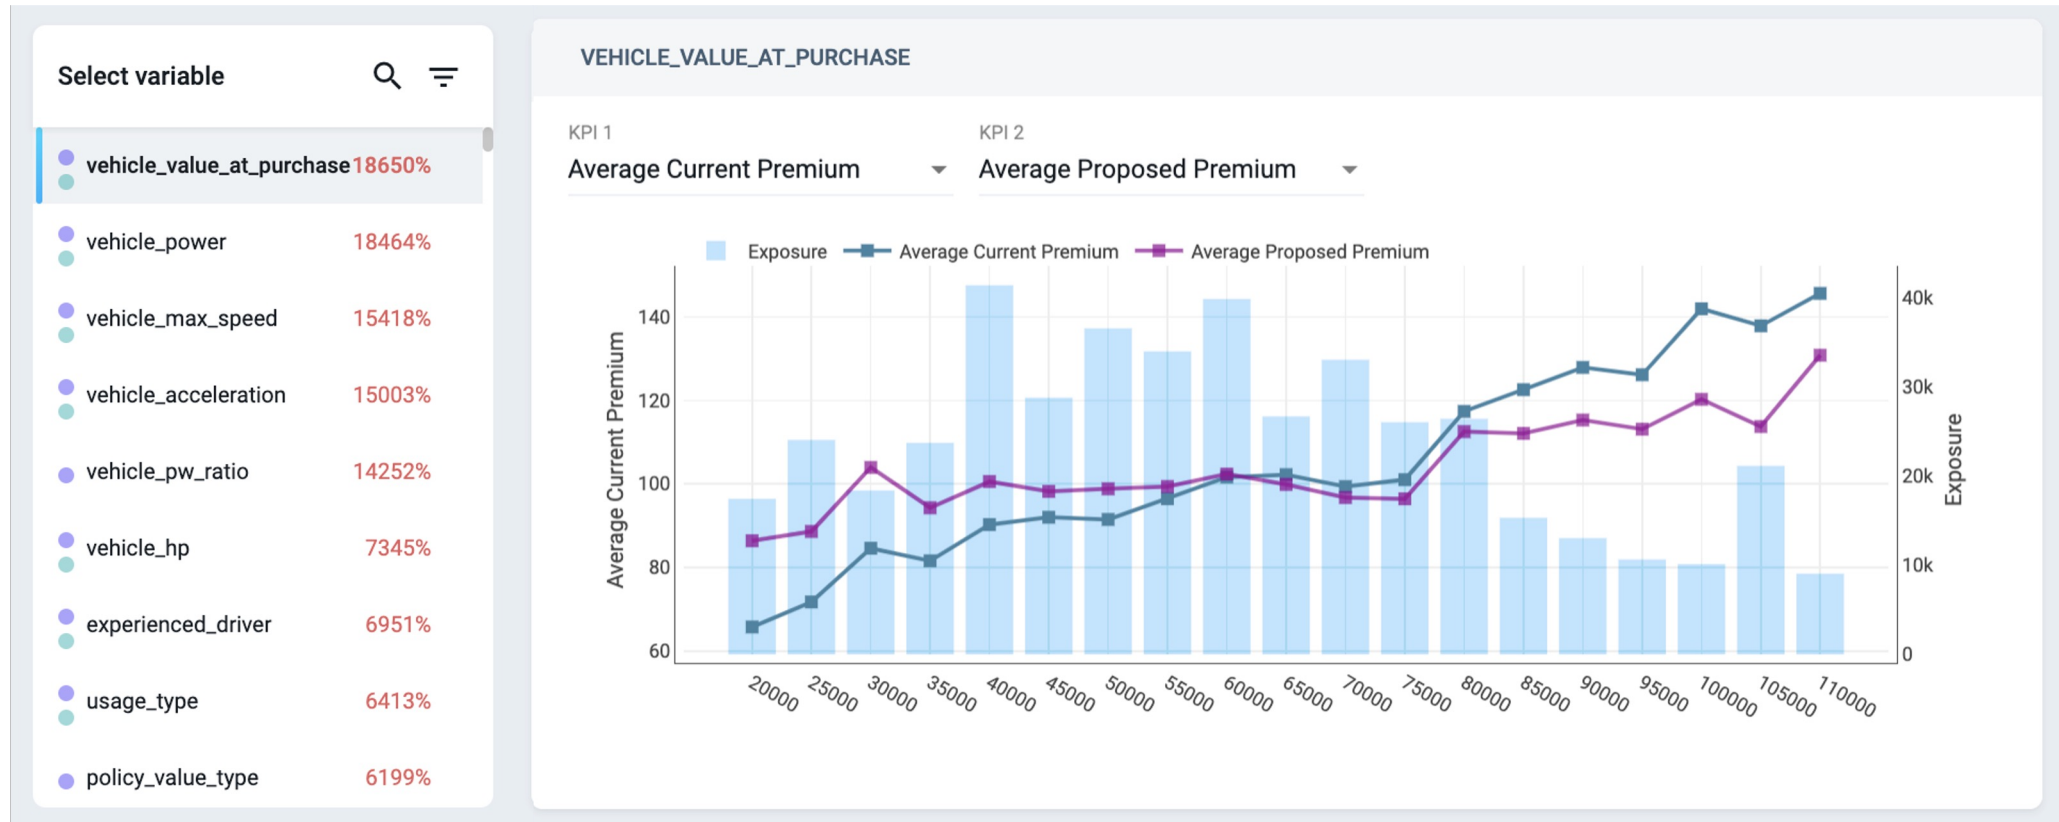 Select variable
vehicle_value_at_purchase 18650%
vehicle_power 18464%
vehicle_max_speed 15418%
vehicle_acceleration 15003%
vehicle_pw_ratio 14252%
vehicle_hp 7345%
experienced_driver 6951%
usage_type 6413%
policy_value_type 6199%
VEHICLE_VALUE_AT_PURCHASE
KPI 1
Average Current Premium
KPI 2
Average Proposed Premium
Exposure Average Current Premium Average Proposed Premium
Average Current Premium
140
120
100
80
60
40k
30k
20k
10k
0
Exposure
20000 25000 30000 35000 40000 45000 50000 55000 60000 65000 70000 75000 80000 85000 90000 95000 100000 105000 110000